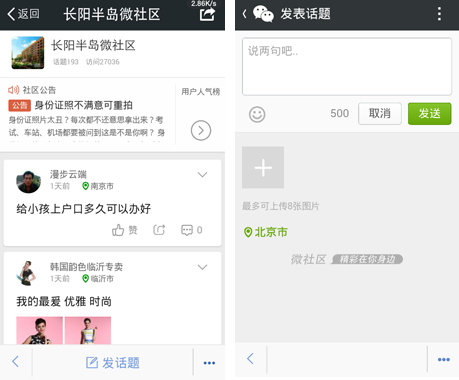 2.86K/s
返回
长阳半岛微社区
长阳半岛微社区
话题193 访问27036
社区公告
公告 身份证照不满意可重拍
身份证照片太丑？每次都不还意思拿出来？考
试、车站、机场都要被问到这是不是你啊？ 身
用户人气榜
漫步云端
1天前 南京市
给小孩上户口多久可以办好
赞
0
韩国韵色临沂专卖
1天前 临沂市
我的最爱 优雅 时尚
发话题
发表话题
说两句吧..
500
取消
发送
最多可上传8张图片
北京市
微社区 精彩在你身边